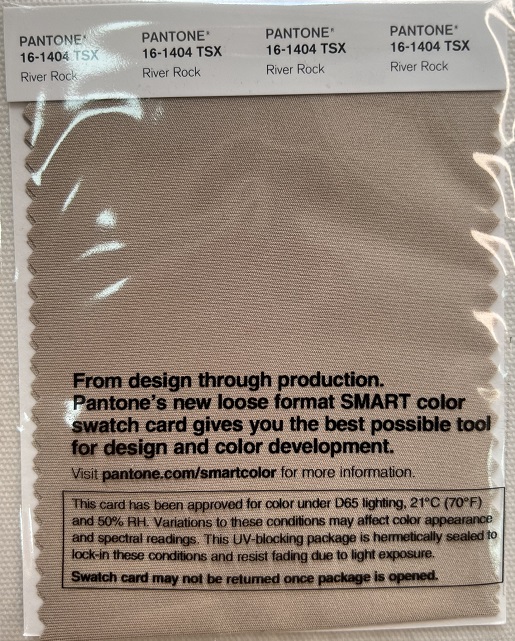 PANTONE® PANTONE® PANTONE® PANTONE®
16-1404 TSX 16-1404 TSX 16-1404 TSX 16-1404 TSX
River Rock River Rock River Rock River Rock
From design through production.
Pantone's new loose format SMART color
swatch card gives you the best possible tool
for design and color development.
Visit pantone.com/smartcolor for more information.
This card has been approved for color under D65 lighting, 21°C (70°F)
and 50% RH. Variations to these conditions may affect color appearance
and spectral readings. This UV-blocking package is hermetically sealed to
lock-in these conditions and resist fading due to light exposure.
Swatch card may not be returned once package is opened.